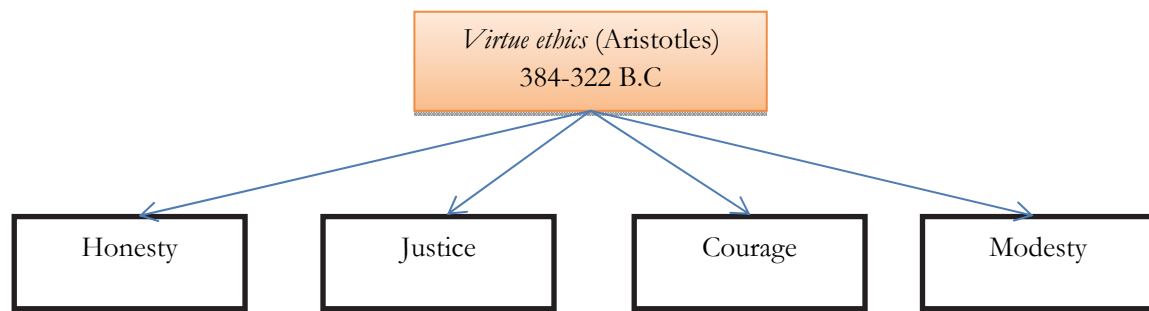 Virtue ethics (Aristotles)
384-322 B.C
Honesty
Justice
Courage
Modesty